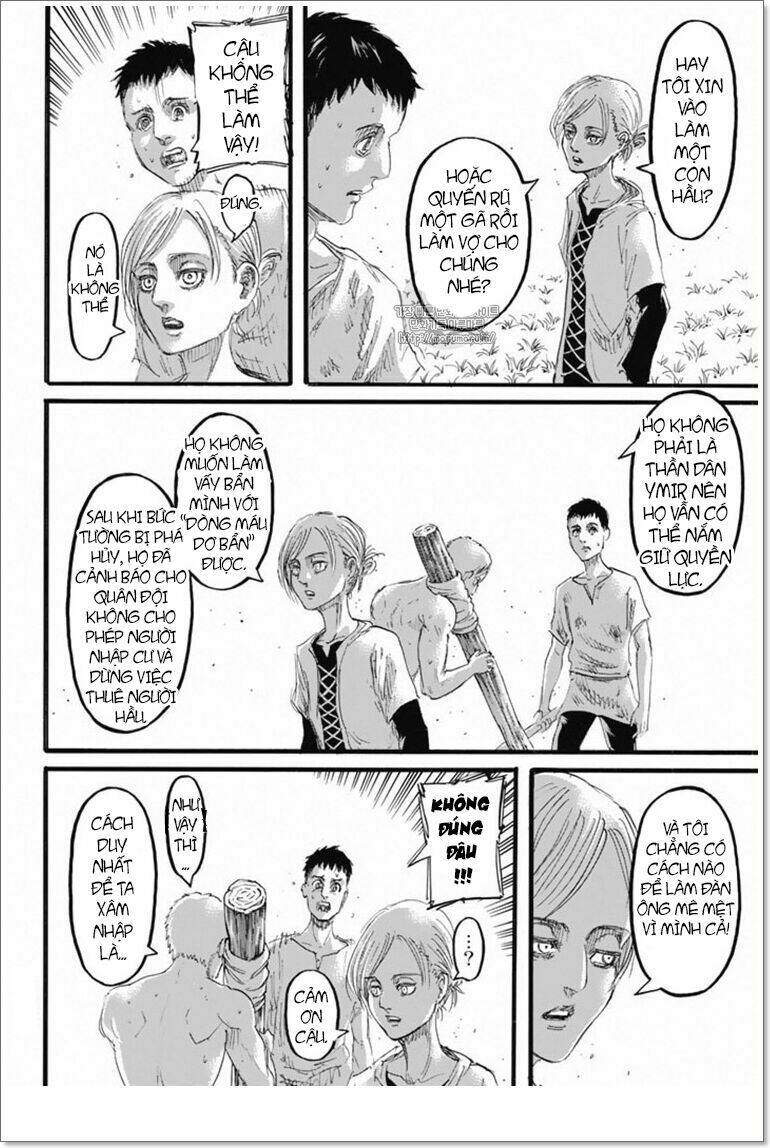 HAY
TÔI XIN
VÀO
LÀM
MỘT
CON
HẦU?
HOẶC
QUYẾN RŨ
MỘT GÃ RỒI
LÀM VỢ CHO
CHÚNG
NHÉ?
CẬU
KHÔNG
THỂ
LÀM
VẬY!
ĐÚNG.
NÓ
LÀ
KHÔNG THỂ
http://marumaru.in/
HỌ KHÔNG
PHẢI LÀ
THẦN DÂN
YMIR NÊN
HỌ VẪN CÓ
THỂ NẮM
GIỮ QUYỀN
LỰC.
HỌ KHÔNG
MUỐN LÀM
VẤY BẨN
MÌNH VỚI
"DÒNG MÁU
DƠ BẨN"
ĐƯỢC.
SAU KHI BỨC
TƯỜNG BỊ PHÁ
HỦY, HỌ ĐÃ
CẢNH BÁO CHO
QUÂN ĐỘI
KHÔNG CHO
PHÉP NGƯỜI
NHẬP CƯ VÀ
DỪNG VIỆC
THUÊ NGƯỜI
HẦU.
VÀ TÔI
CHẲNG CÓ
CÁCH NÀO
ĐỂ LÀM ĐÀN
ÔNG MÊ MỆT
VÌ MÌNH CẢ!
KHÔNG
ĐÚNG
ĐÂU
!!!
....?
CẢM
ƠN
CẬU.
NHƯ
VẬY THÌ
...
CÁCH
DUY
NHẤT
ĐỂ TA
XÂM
NHẬP
LÀ...